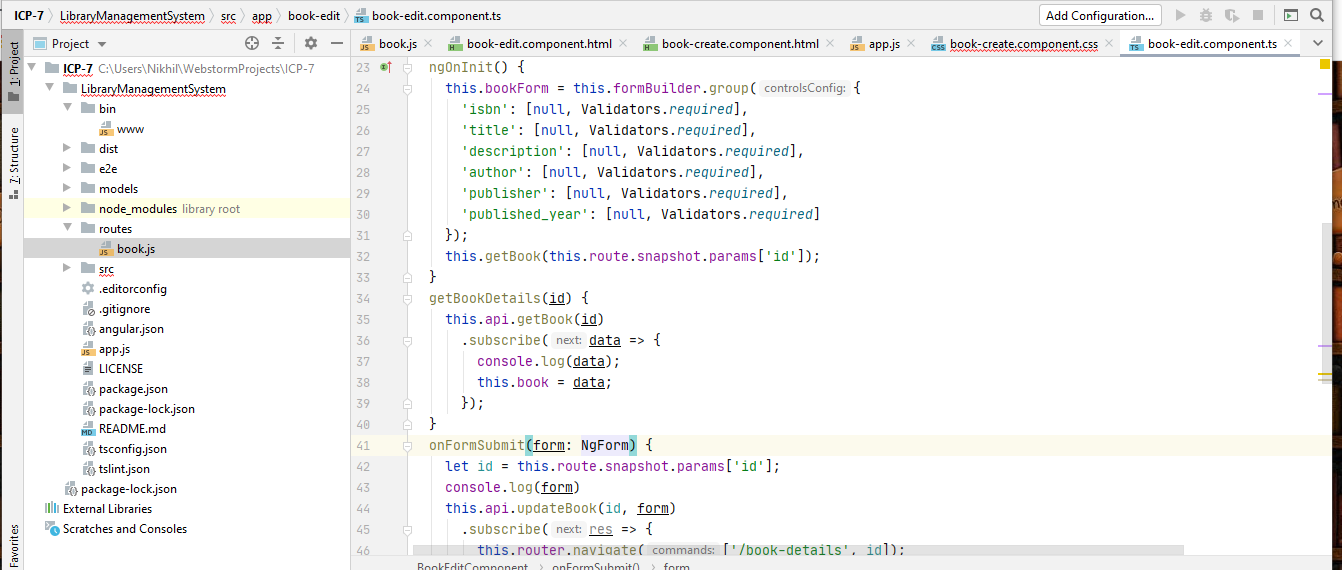 ICP-7 LibraryManagementSystem src app book-edit book-edit.component.ts Add Configuration...
1: Project
Project
book.js book-edit.component.html book-create.component.html app.js book-create.component.css book-edit.component.ts
ICP-7 C:\Users\Nikhil\WebstormProjects\ICP-7
LibraryManagementSystem
bin
www
dist
e2e
models
node_modules library root
routes
book.js
src
.editorconfig
.gitignore
angular.json
app.js
LICENSE
package.json
package-lock.json
README.md
tsconfig.json
tslint.json
package-lock.json
External Libraries
Scratches and Consoles
7: Structure
Favorites
23 ngOnInit() {
24 this.bookForm = this.formBuilder.group( controlsConfig: {
25 'isbn': [null, Validators.required],
26 'title': [null, Validators.required],
27 'description': [null, Validators.required],
28 'author': [null, Validators.required],
29 'publisher': [null, Validators.required],
30 'published_year': [null, Validators.required]
31 });
32 this.getBook(this.route.snapshot.params['id']);
33 }
34 getBookDetails(id) {
35 this.api.getBook(id)
36 .subscribe( next: data => {
37 console.log(data);
38 this.book = data;
39 });
40 }
41 onFormSubmit(form: NgForm) {
42 let id = this.route.snapshot.params['id'];
43 console.log(form)
44 this.api.updateBook(id, form)
45 .subscribe( next: res => {
46 this.router.navigate( commands: ['/book-details', id]);
BookEditComponent onFormSubmit() form